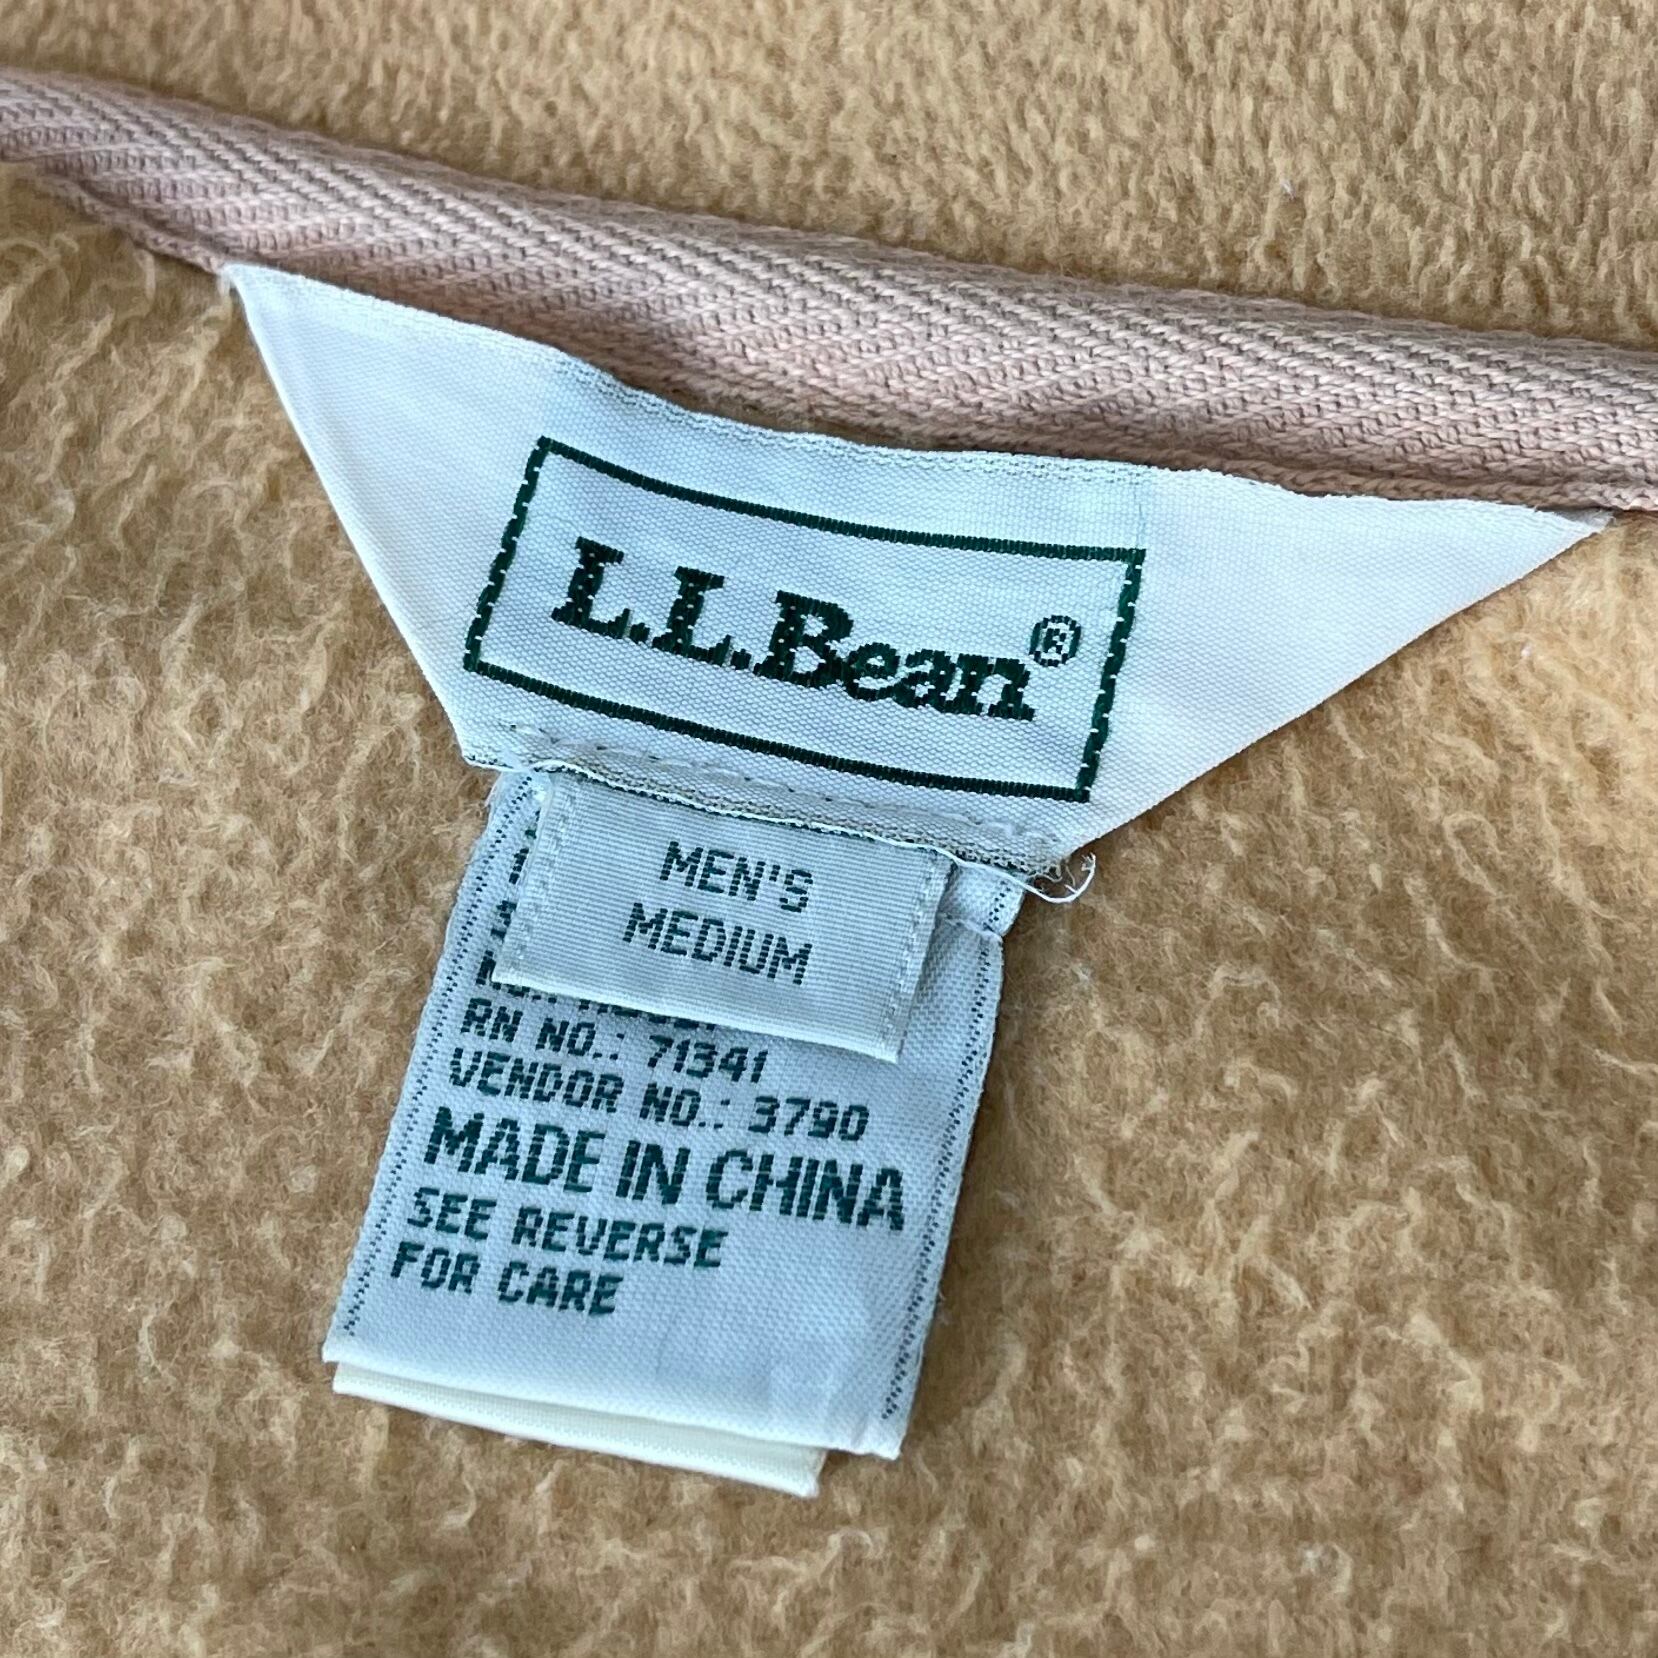 L.L.Bean®
MEN'S
MEDIUM
RN NO.: 71341
VENDOR NO.: 3790
MADE IN CHINA
SEE REVERSE
FOR CARE